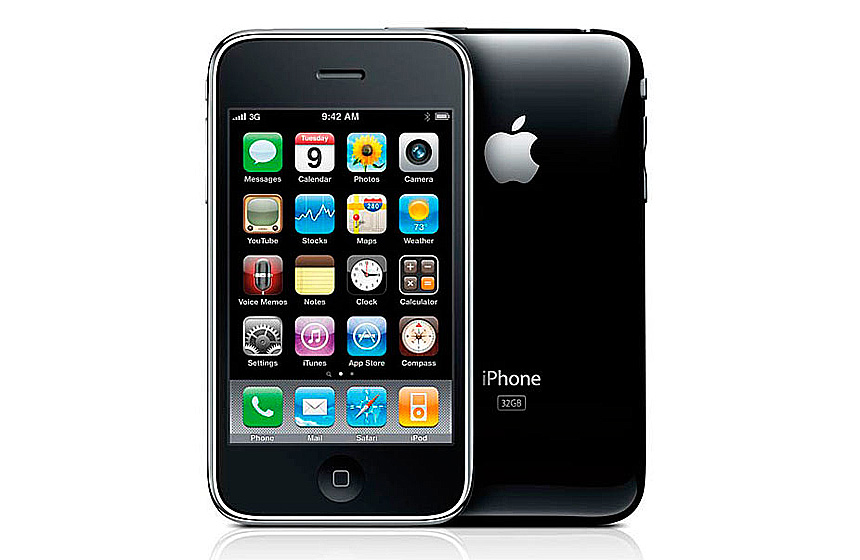 3G 9:42 AM
Tuesday
9
Messages Calendar Photos Camera
280
73°
YouTube Stocks Maps Weather
Voice Memos Notes Clock Calculator
Settings iTunes App Store Compass
Phone Mail Safari iPod
iPhone
32GB